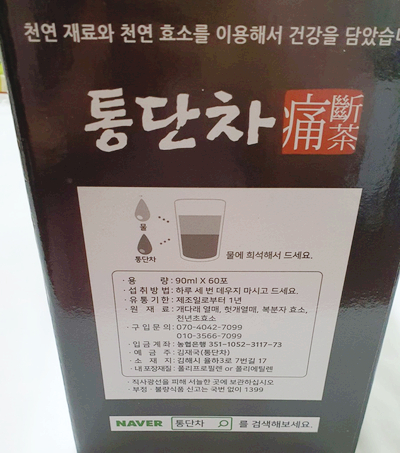 천연 재료와 천연 효소를 이용해서 건강을 담았습니
통단차 痛斷茶
물
통단차
물에 희석해서 드세요.
· 용 량 : 90ml X 60포
· 섭 취 방 법 : 하루 세 번 데우지 마시고 드세요.
· 유 통 기 한 : 제조일로부터 1년
· 원 재 료 : 개다래 열매, 헛개열매, 복분자 효소,
천년초효소
· 구 입 문 의 : 070-4042-7099
010-3566-7099
· 입 금 계 좌 : 농협은행 351-1052-3117-73
· 예 금 주 : 김재국(통단차)
· 소 재 지 : 김해시 율하3로 7번길 17
· 내 포장재질 : 폴리프로필렌 or 폴리에틸렌
· 직사광선을 피해 서늘한 곳에 보관하십시오
· 부정 · 불량식품 신고는 국번 없이 1399
NAVER 통단차 를 검색해보세요.